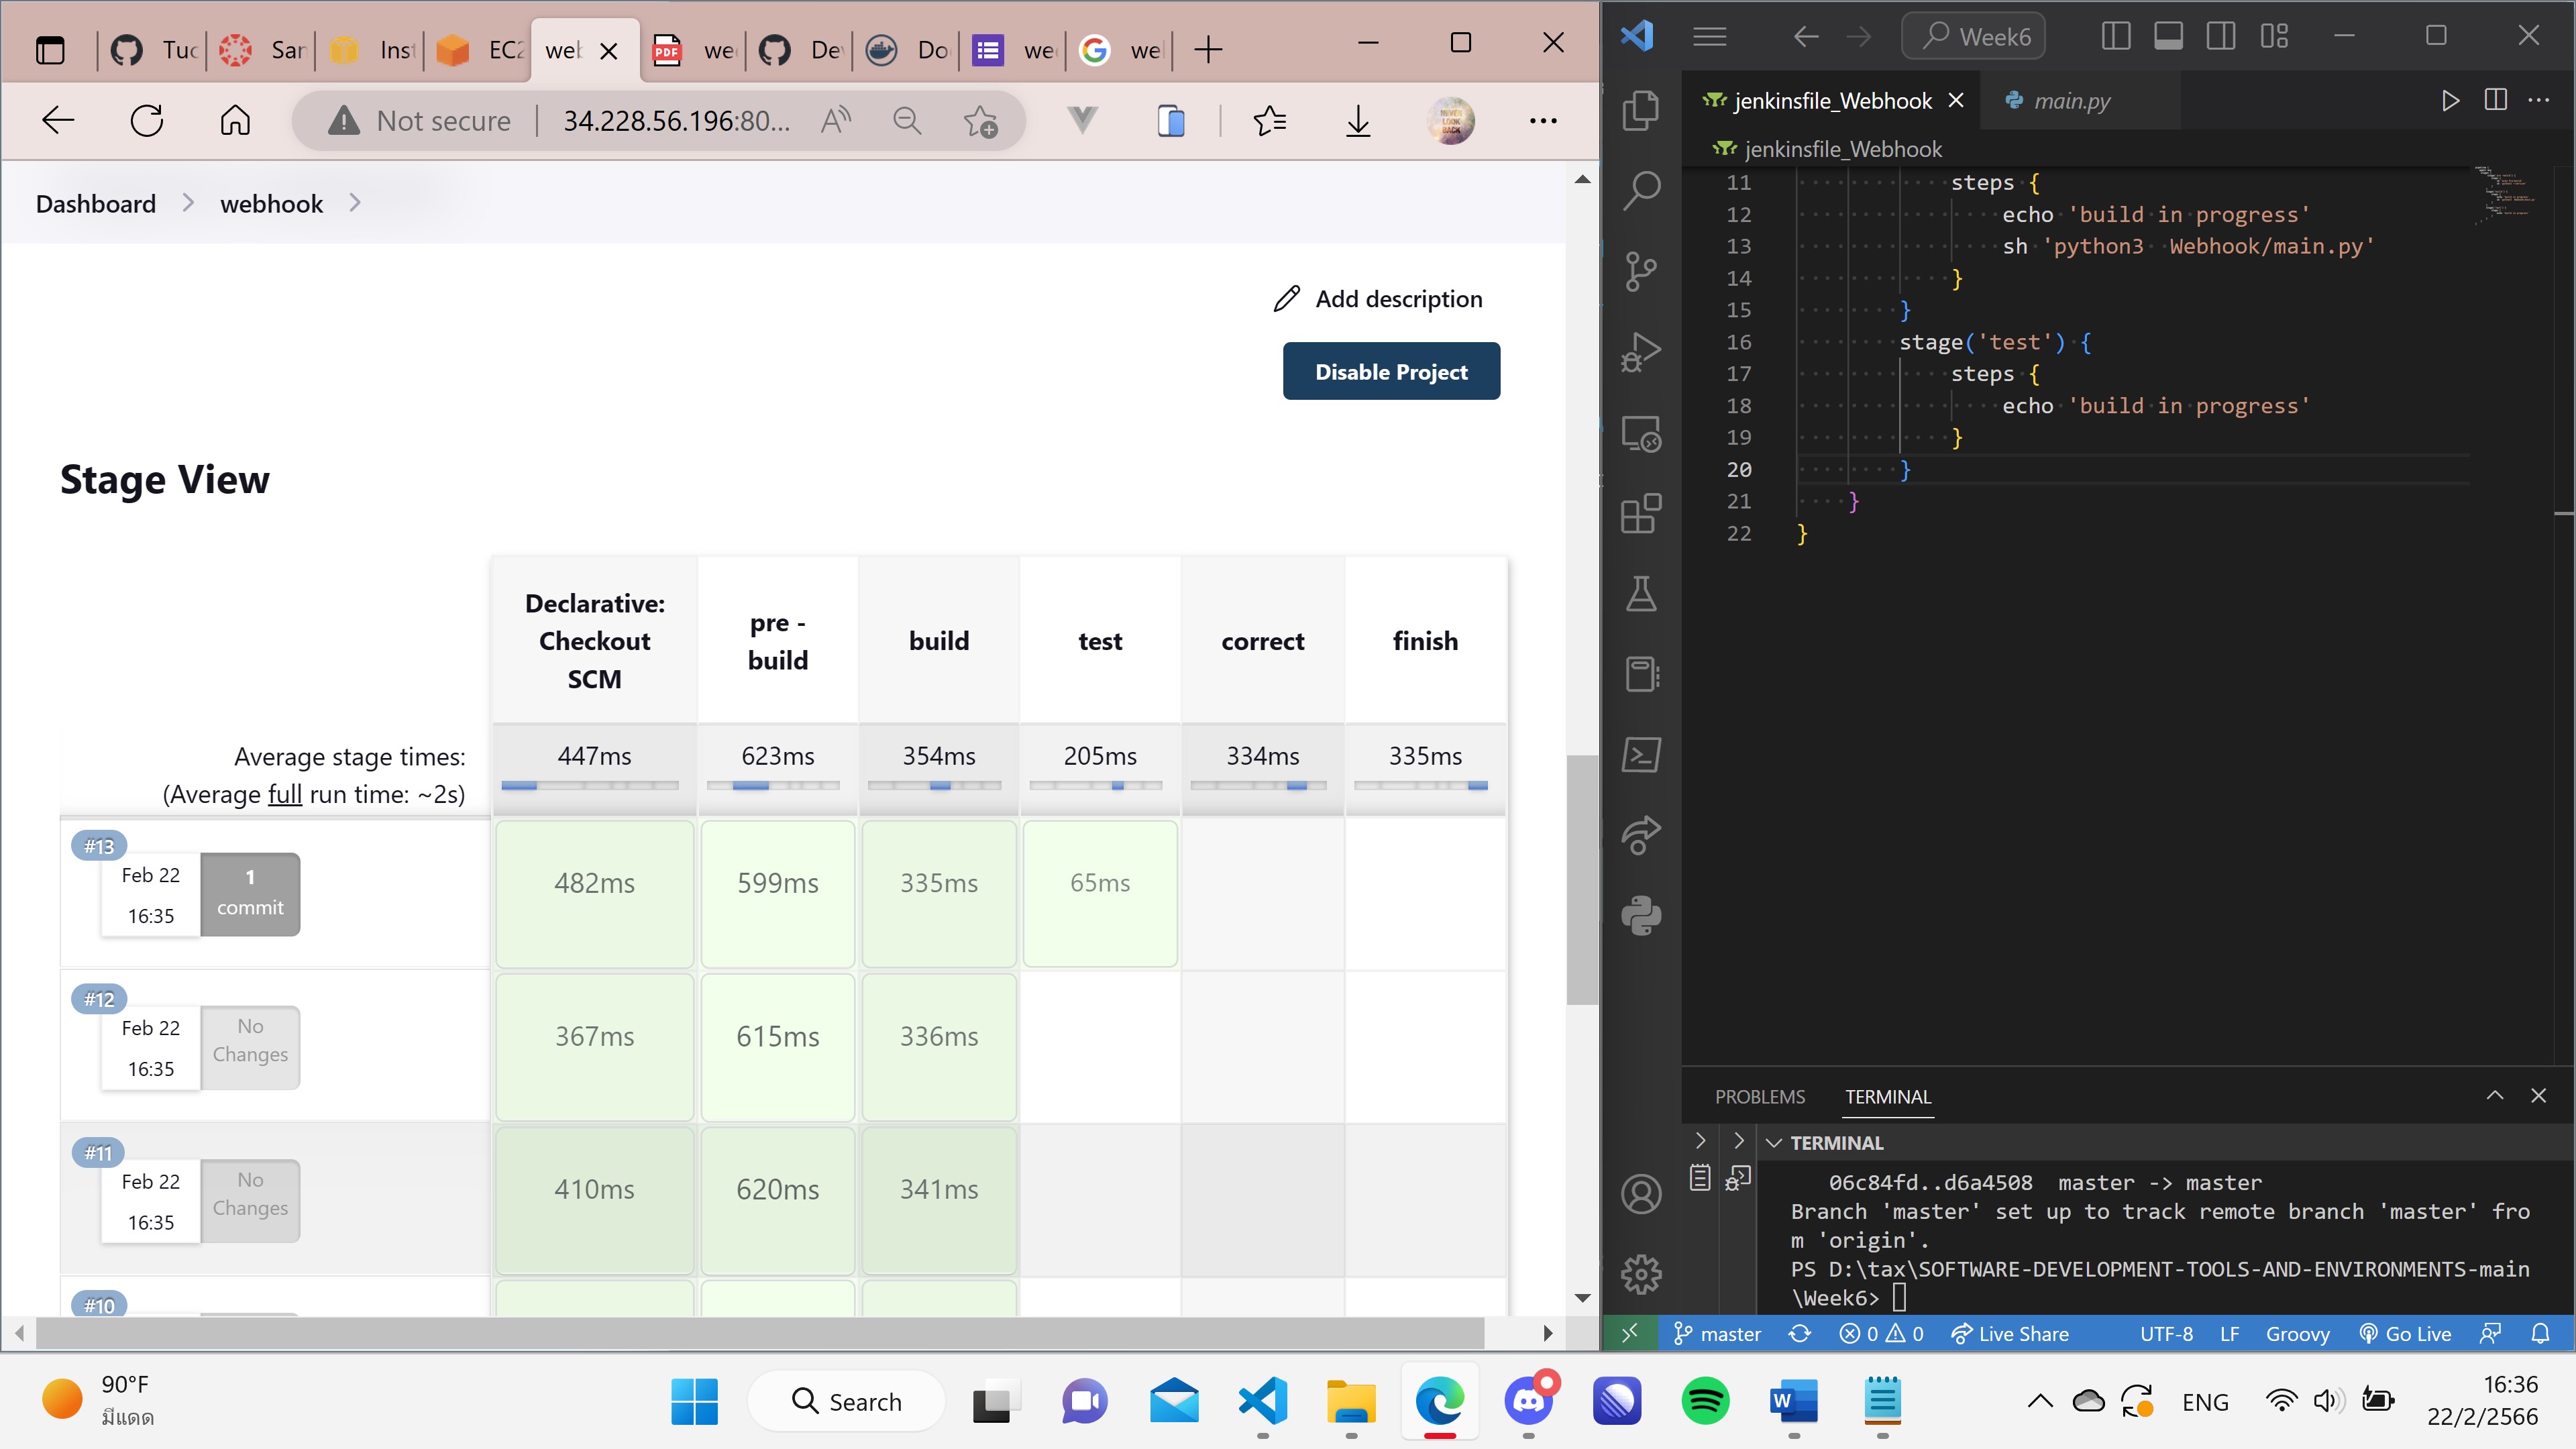 Tuc
San
Inst
EC2
web
PDF
wee
Dev
Do
we
wel
Not secure
34.228.56.196:80...
Dashboard
webhook
Add description
Disable Project
Stage View
Declarative: Checkout SCM
pre - build
build
test
correct
finish
Average stage times:
(Average full run time: ~2s)
447ms
623ms
354ms
205ms
334ms
335ms
#13
Feb 22
16:35
1
commit
482ms
599ms
335ms
65ms
#12
Feb 22
16:35
No
Changes
367ms
615ms
336ms
#11
Feb 22
16:35
No
Changes
410ms
620ms
341ms
#10
Week6
jenkinsfile_Webhook
main.py
jenkinsfile_Webhook
11 steps {
12 echo 'build in progress'
13 sh 'python3  Webhook/main.py'
14 }
15 }
16 stage('test') {
17 steps {
18 echo 'build in progress'
19 }
20 }
21 }
22 }
PROBLEMS
TERMINAL
TERMINAL
06c84fd..d6a4508  master -> master
Branch 'master' set up to track remote branch 'master' fro
m 'origin'.
PS D:\tax\SOFTWARE-DEVELOPMENT-TOOLS-AND-ENVIRONMENTS-main
\Week6>
master
0
0
Live Share
UTF-8
LF
Groovy
Go Live
90°F
มีแดด
Search
W
ENG
16:36
22/2/2566